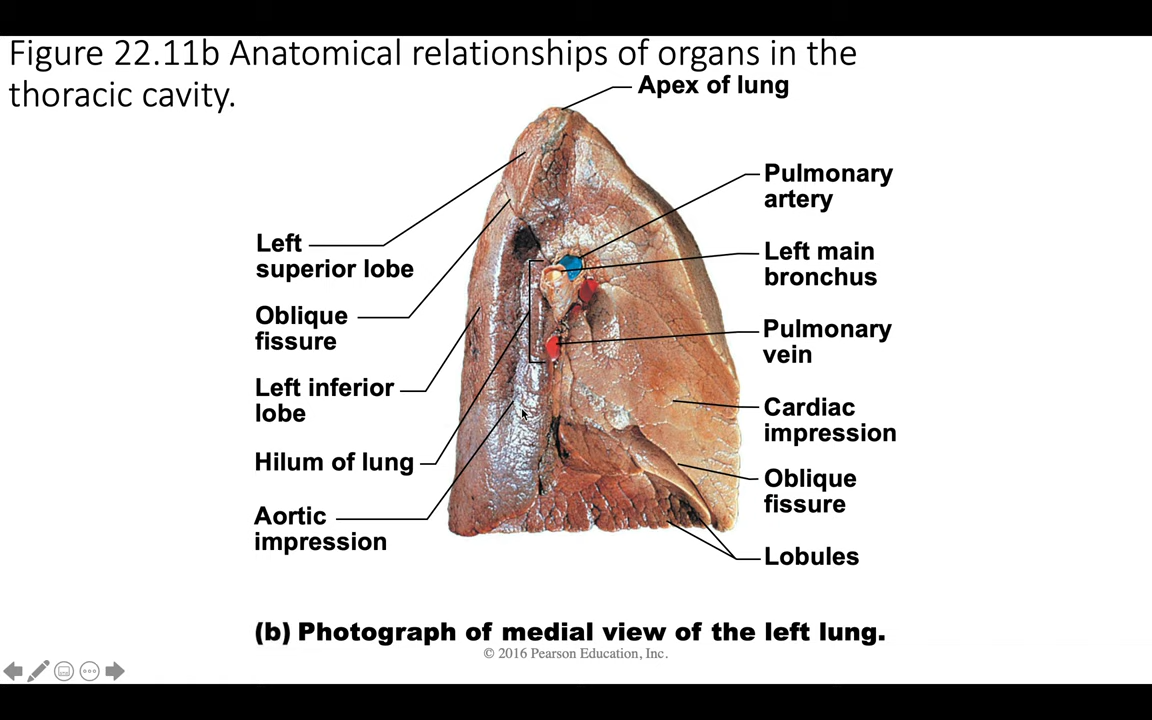 Figure 22.11b Anatomical relationships of organs in the
thoracic cavity.
Apex of lung
Pulmonary
artery
Left main
bronchus
Pulmonary
vein
Cardiac
impression
Oblique
fissure
Lobules
Left
superior lobe
Oblique
fissure
Left inferior
lobe
Hilum of lung
Aortic
impression
(b) Photograph of medial view of the left lung.
© 2016 Pearson Education, Inc.